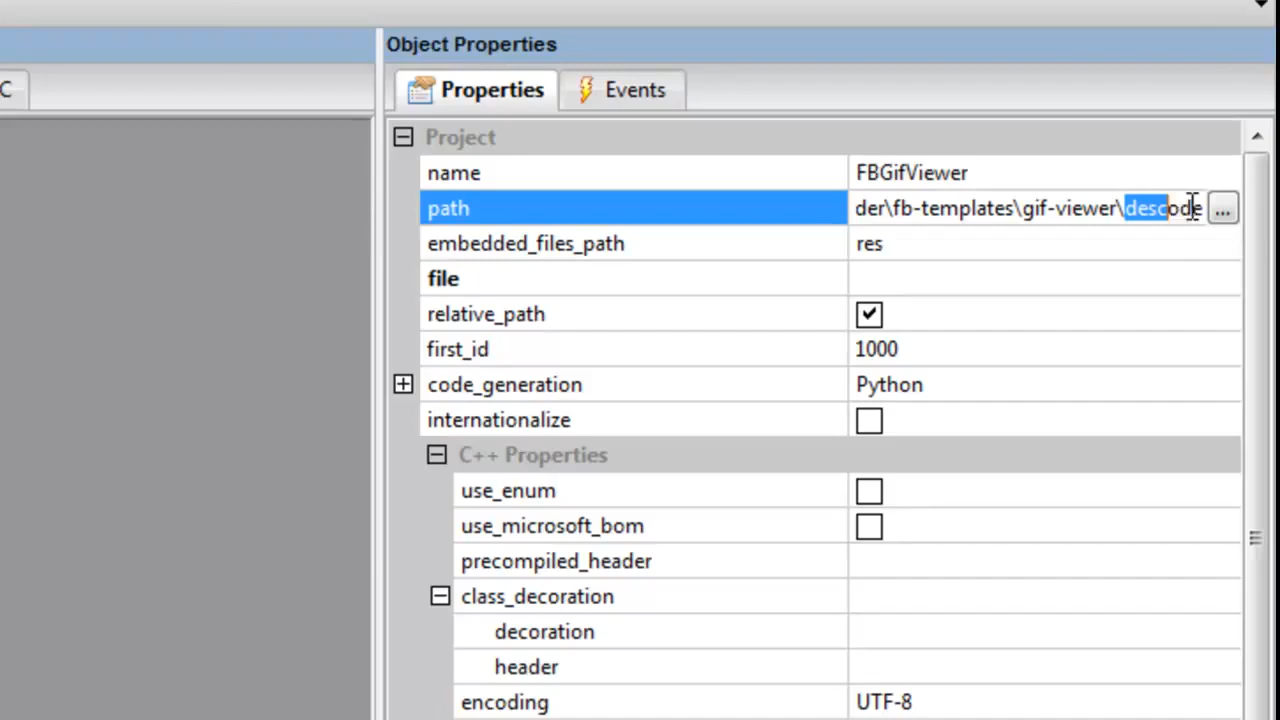 Object Properties
C
Properties
Events
Project
name FBGifViewer
path der\fb-templates\gif-viewer\descode ...
embedded_files_path res
file
relative_path
first_id 1000
code_generation Python
internationalize
C++ Properties
use_enum
use_microsoft_bom
precompiled_header
class_decoration
decoration
header
encoding UTF-8